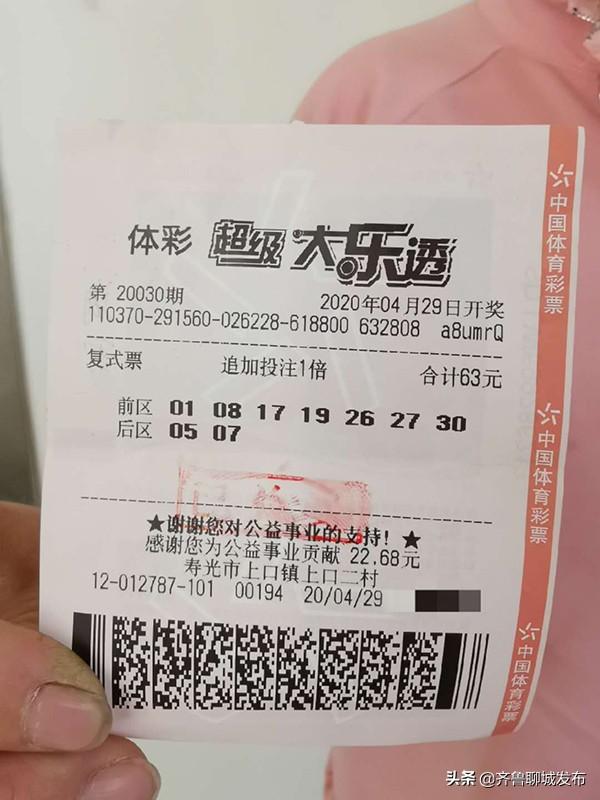 体彩 超级大乐透
第 20030期 2020年04月29日开奖
110370-291560-026228-618800 632808 a8umrQ
复式票 追加投注1倍 合计63元
前区 01 08 17 19 26 27 30
后区 05 07
★谢谢您对公益事业的支持!★
感谢您为公益事业贡献 22.68元
寿光市上口镇上口二村
12-012787-101 00194 20/04/29
中国体育彩票
中国体育彩票
中国体育彩票
头条 @齐鲁聊城发布